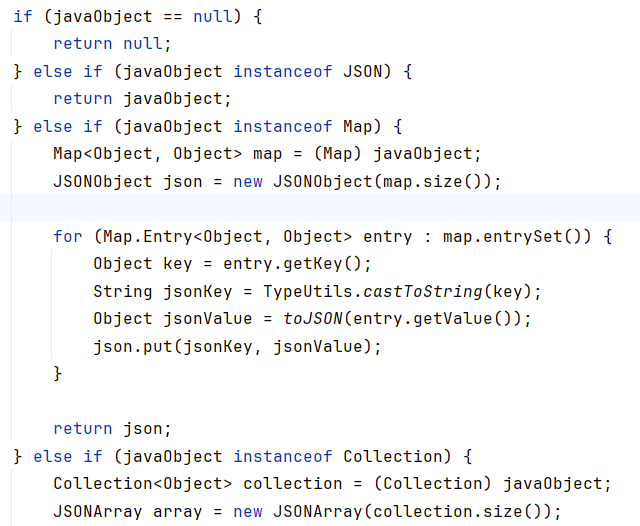 if (javaObject == null) {
    return null;
} else if (javaObject instanceof JSON) {
    return javaObject;
} else if (javaObject instanceof Map) {
    Map<Object, Object> map = (Map) javaObject;
    JSONObject json = new JSONObject(map.size());

    for (Map.Entry<Object, Object> entry : map.entrySet()) {
        Object key = entry.getKey();
        String jsonKey = TypeUtils.castToString(key);
        Object jsonValue = toJSON(entry.getValue());
        json.put(jsonKey, jsonValue);
    }

    return json;
} else if (javaObject instanceof Collection) {
    Collection<Object> collection = (Collection) javaObject;
    JSONArray array = new JSONArray(collection.size());